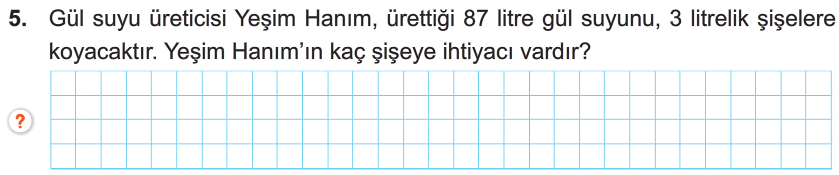 5. Gül suyu üreticisi Yeşim Hanım, ürettiği 87 litre gül suyunu, 3 litrelik şişelere
koyacaktır. Yeşim Hanım’ın kaç şişeye ihtiyacı vardır?
?